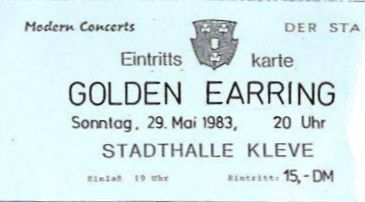 Modern Concerts DER STA
Eintritts karte
GOLDEN EARRING
Sonntag, 29. Mai 1983, 20 Uhr
STADTHALLE KLEVE
Einlaß 19 Uhr Eintritt: 15,-DM